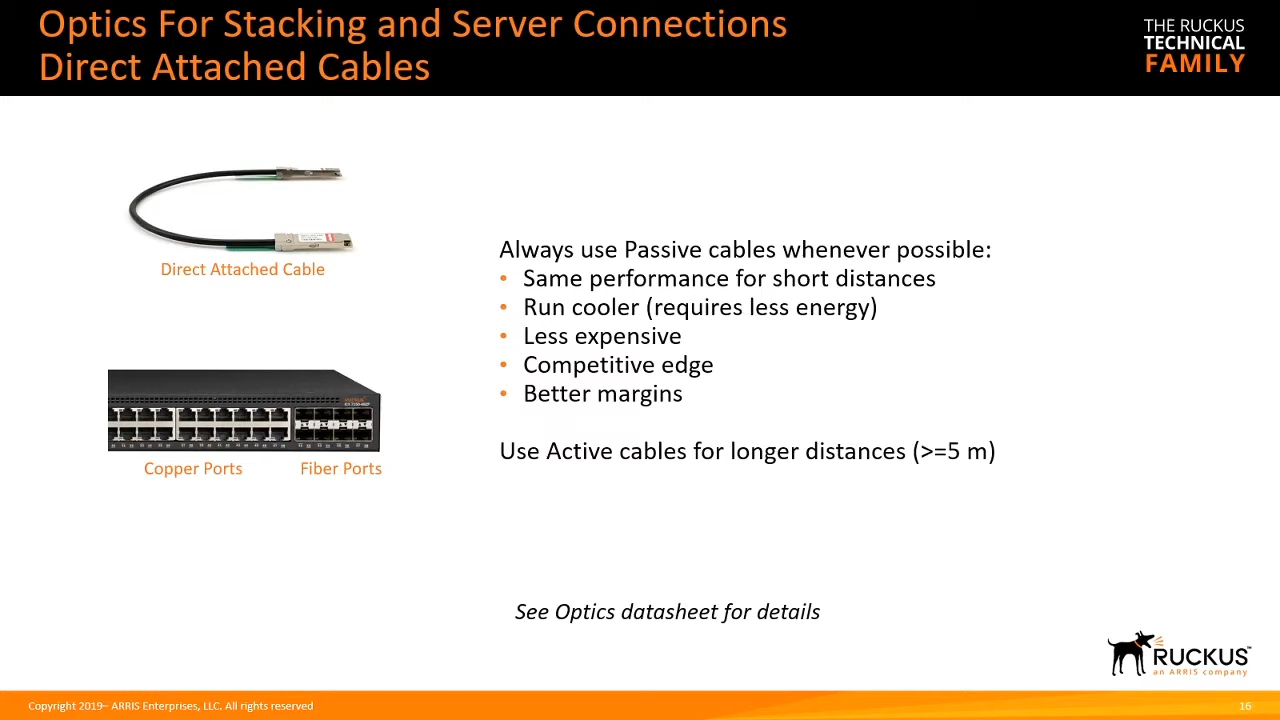 Optics For Stacking and Server Connections
Direct Attached Cables
THE RUCKUS
TECHNICAL
FAMILY
Direct Attached Cable
Always use Passive cables whenever possible:
• Same performance for short distances
• Run cooler (requires less energy)
• Less expensive
• Competitive edge
• Better margins
Use Active cables for longer distances (>=5 m)
Copper Ports
Fiber Ports
See Optics datasheet for details
RUCKUS™
an ARRIS company
Copyright 2019– ARRIS Enterprises, LLC. All rights reserved
16